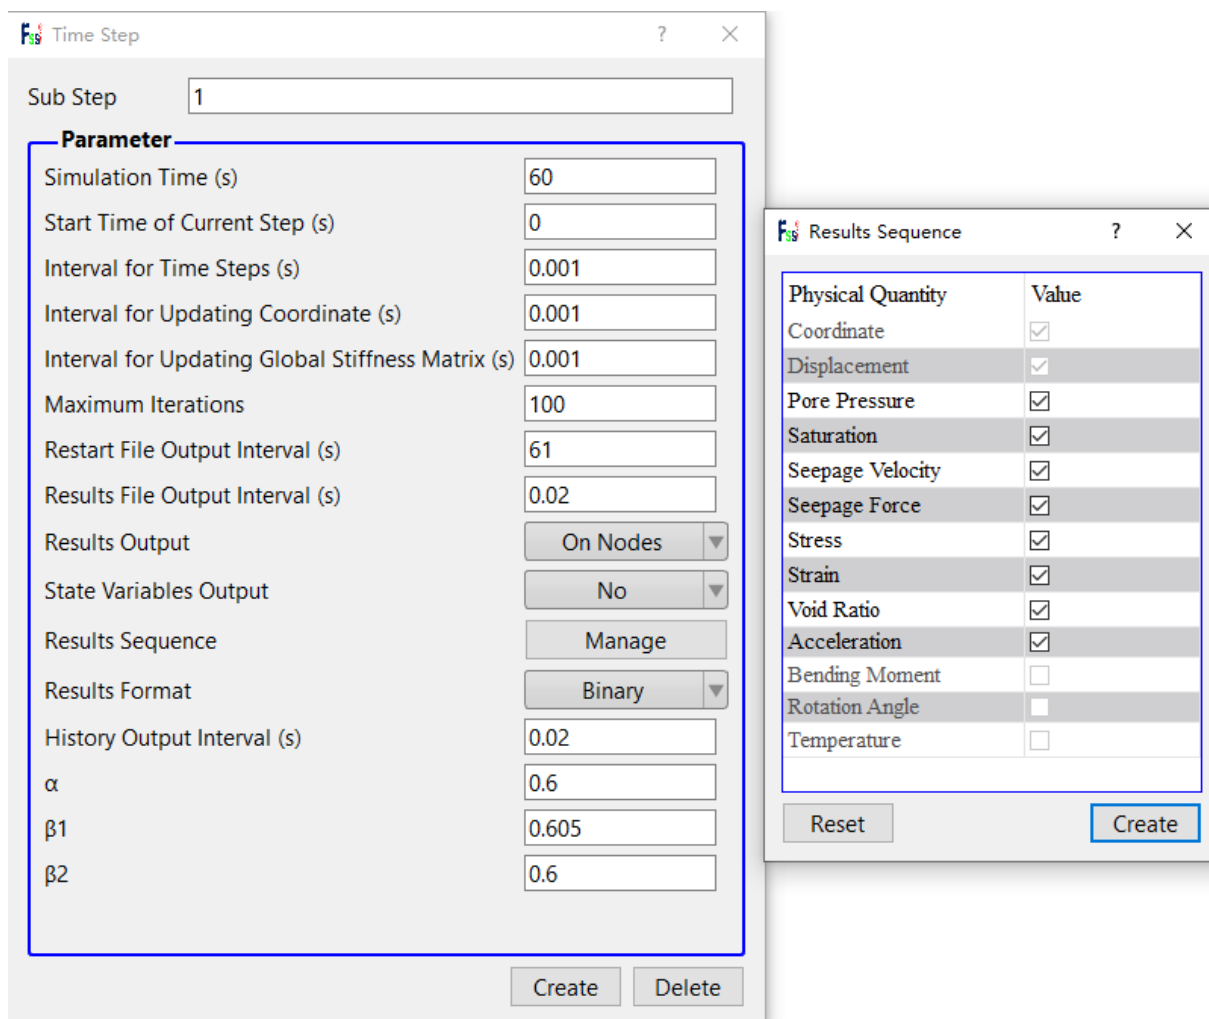 Fss Time Step ?
Sub Step 1
Parameter
Simulation Time (s) 60
Start Time of Current Step (s) 0
Interval for Time Steps (s) 0.001
Interval for Updating Coordinate (s) 0.001
Interval for Updating Global Stiffness Matrix (s) 0.001
Maximum Iterations 100
Restart File Output Interval (s) 61
Results File Output Interval (s) 0.02
Results Output On Nodes
State Variables Output No
Results Sequence Manage
Results Format Binary
History Output Interval (s) 0.02
α 0.6
β1 0.605
β2 0.6
Create Delete
Fss Results Sequence ?
Physical Quantity Value
Coordinate
Displacement
Pore Pressure
Saturation
Seepage Velocity
Seepage Force
Stress
Strain
Void Ratio
Acceleration
Bending Moment
Rotation Angle
Temperature
Reset Create